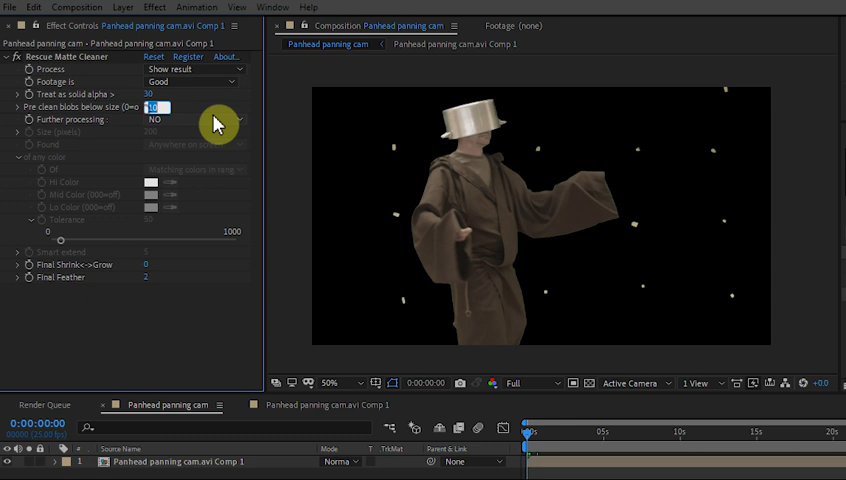 File Edit Composition Layer Effect Animation View Window
Effect Controls Panhead panning cam.avi Comp 1
Panhead panning cam • Panhead panning cam.avi Comp 1
fx Rescue Matte Cleaner Reset Register About...
Process Show result
Footage is Good
Treat as solid alpha > 30
Pre clean blobs below size (0=o 10
Further processing : NO
Size (pixels) 200
Found Anywhere on screen
of any color
Of Matching colors in rang
Hi Color
Mid Color (000=off)
Lo Color (000=off)
Tolerance 50
0 1000
Smart extend 5
Final Shrink<->Grow 0
Final Feather 2
Composition Panhead panning cam
Footage (none)
Panhead panning cam Panhead panning cam.avi Comp 1
50% 0:00:00:00 Full Active Camera 1 View +0.0
Render Queue Panhead panning cam Panhead panning cam.avi Comp 1
0:00:00:00
00000 (25.00 fps)
00s 05s 10s 15s 20s
# Source Name Mode T TrkMat Parent & Link
1 Panhead panning cam.avi Comp 1 Norma None